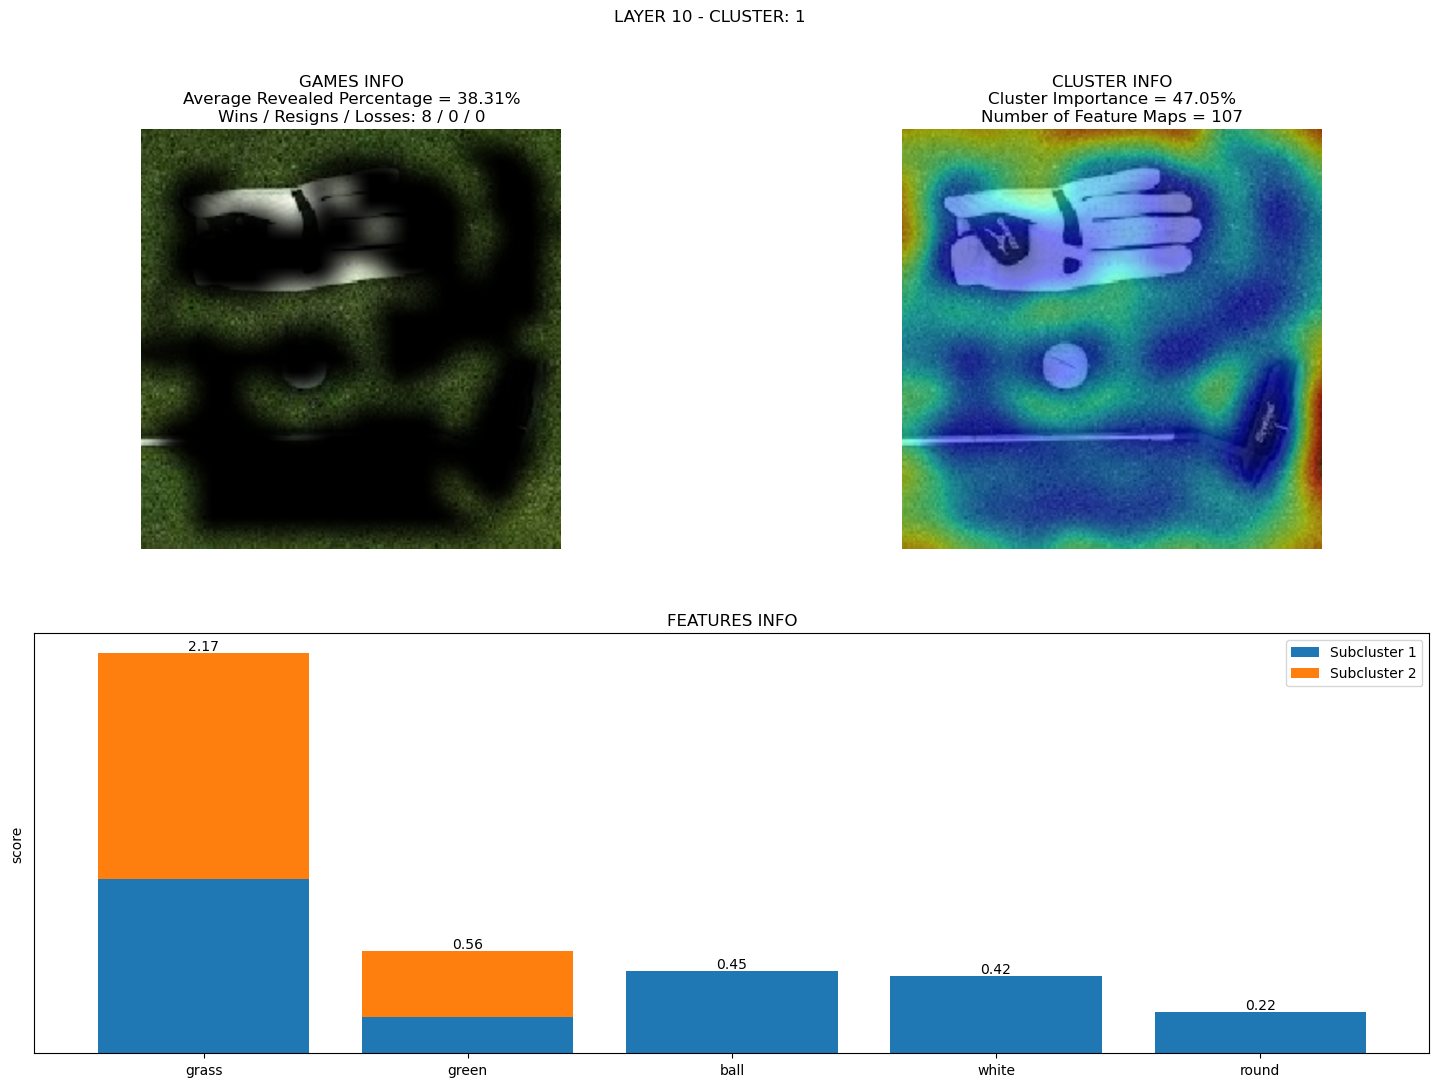 LAYER 10 - CLUSTER: 1
GAMES INFO
Average Revealed Percentage = 38.31%
Wins / Resigns / Losses: 8 / 0 / 0
CLUSTER INFO
Cluster Importance = 47.05%
Number of Feature Maps = 107
FEATURES INFO
score
2.17
0.56
0.45
0.42
0.22
Subcluster 1
Subcluster 2
grass
green
ball
white
round